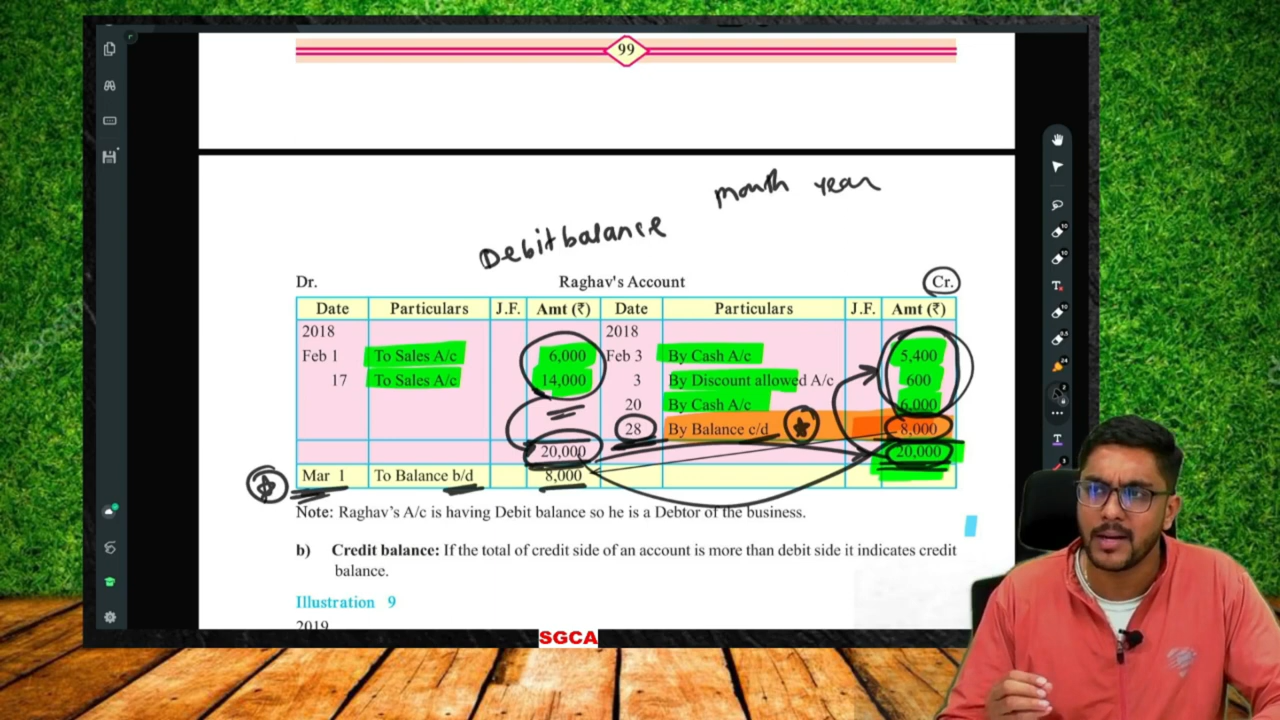 99
month year
Debit balance
Dr. Raghav's Account Cr.
Date Particulars J.F. Amt (₹) Date Particulars J.F. Amt (₹)
2018 2018
Feb 1 To Sales A/c 6,000 Feb 3 By Cash A/c 5,400
17 To Sales A/c 14,000 3 By Discount allowed A/c 600
20 By Cash A/c 6,000
28 By Balance c/d 8,000
20,000 20,000
Mar 1 To Balance b/d 8,000
Note: Raghav's A/c is having Debit balance so he is a Debtor of the business.
b) Credit balance: If the total of credit side of an account is more than debit side it indicates credit
balance.
Illustration 9
2019
SGCA